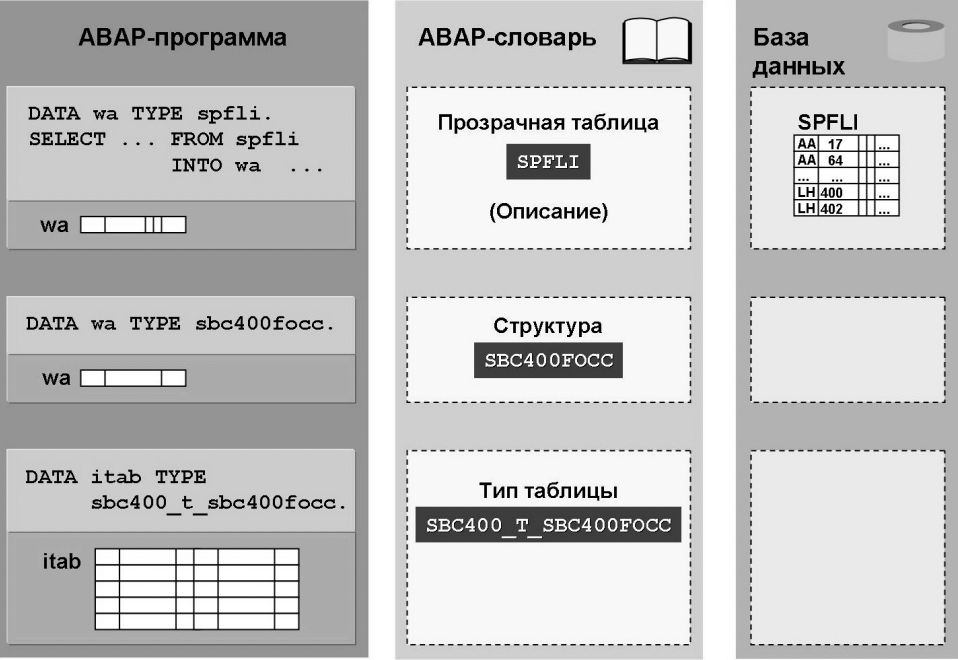 ABAP-программа
DATA wa TYPE spfli.
SELECT ... FROM spfli
INTO wa ...
wa
DATA wa TYPE sbc400focc.
wa
DATA itab TYPE
sbc400_t_sbc400focc.
itab
ABAP-словарь
Прозрачная таблица
SPFLI
(Описание)
Структура
SBC400FOCC
Тип таблицы
SBC400_T_SBC400FOCC
База
данных
SPFLI
AA 17 ...
AA 64 ...
... ... ...
LH 400 ...
LH 402 ...